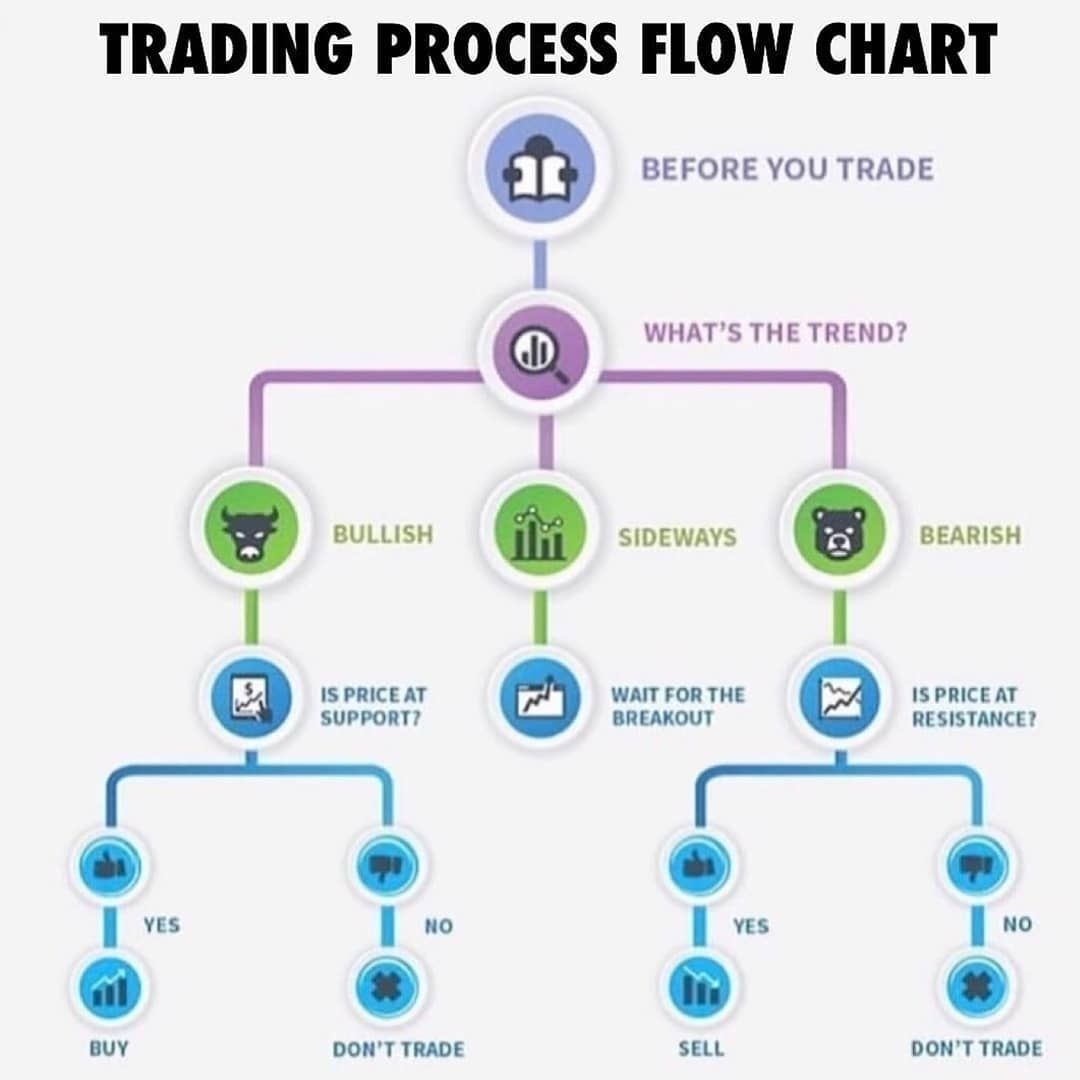 TRADING PROCESS FLOW CHART
BEFORE YOU TRADE
WHAT'S THE TREND?
BULLISH
SIDEWAYS
BEARISH
IS PRICE AT
SUPPORT?
WAIT FOR THE
BREAKOUT
IS PRICE AT
RESISTANCE?
YES
NO
YES
NO
BUY
DON'T TRADE
SELL
DON'T TRADE